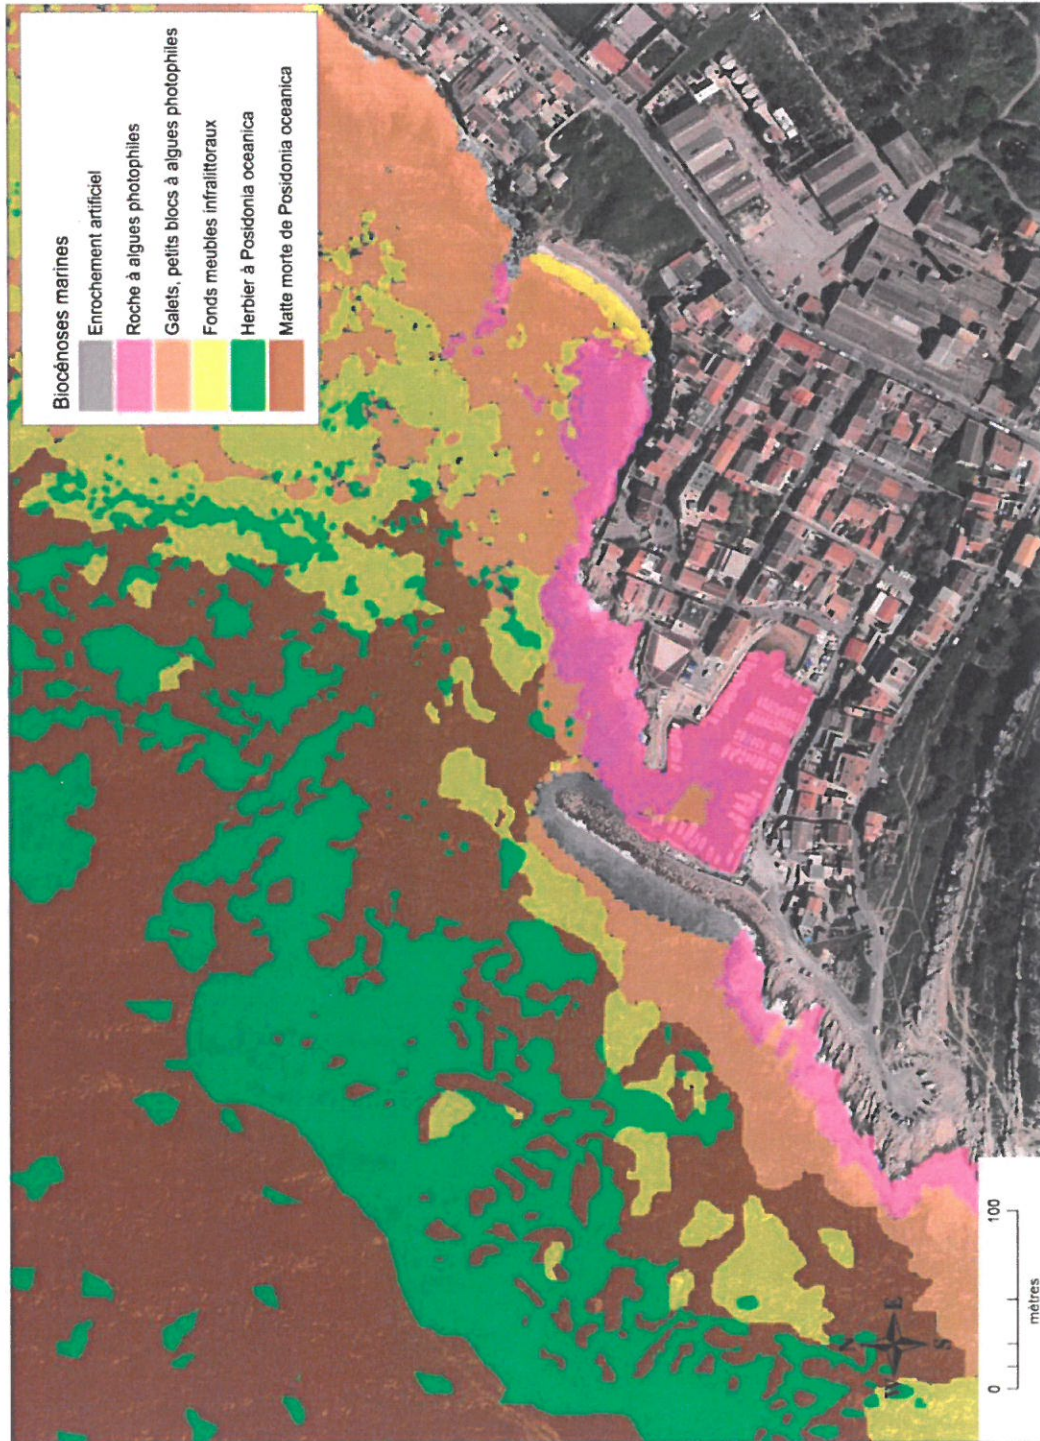 Biocénoses marines
Enrochement artificiel
Roche à algues photophiles
Galets, petits blocs à algues photophiles
Fonds meubles infralittoraux
Herbier à Posidonia oceanica
Matte morte de Posidonia oceanica
N
W E
S
0 100
mètres